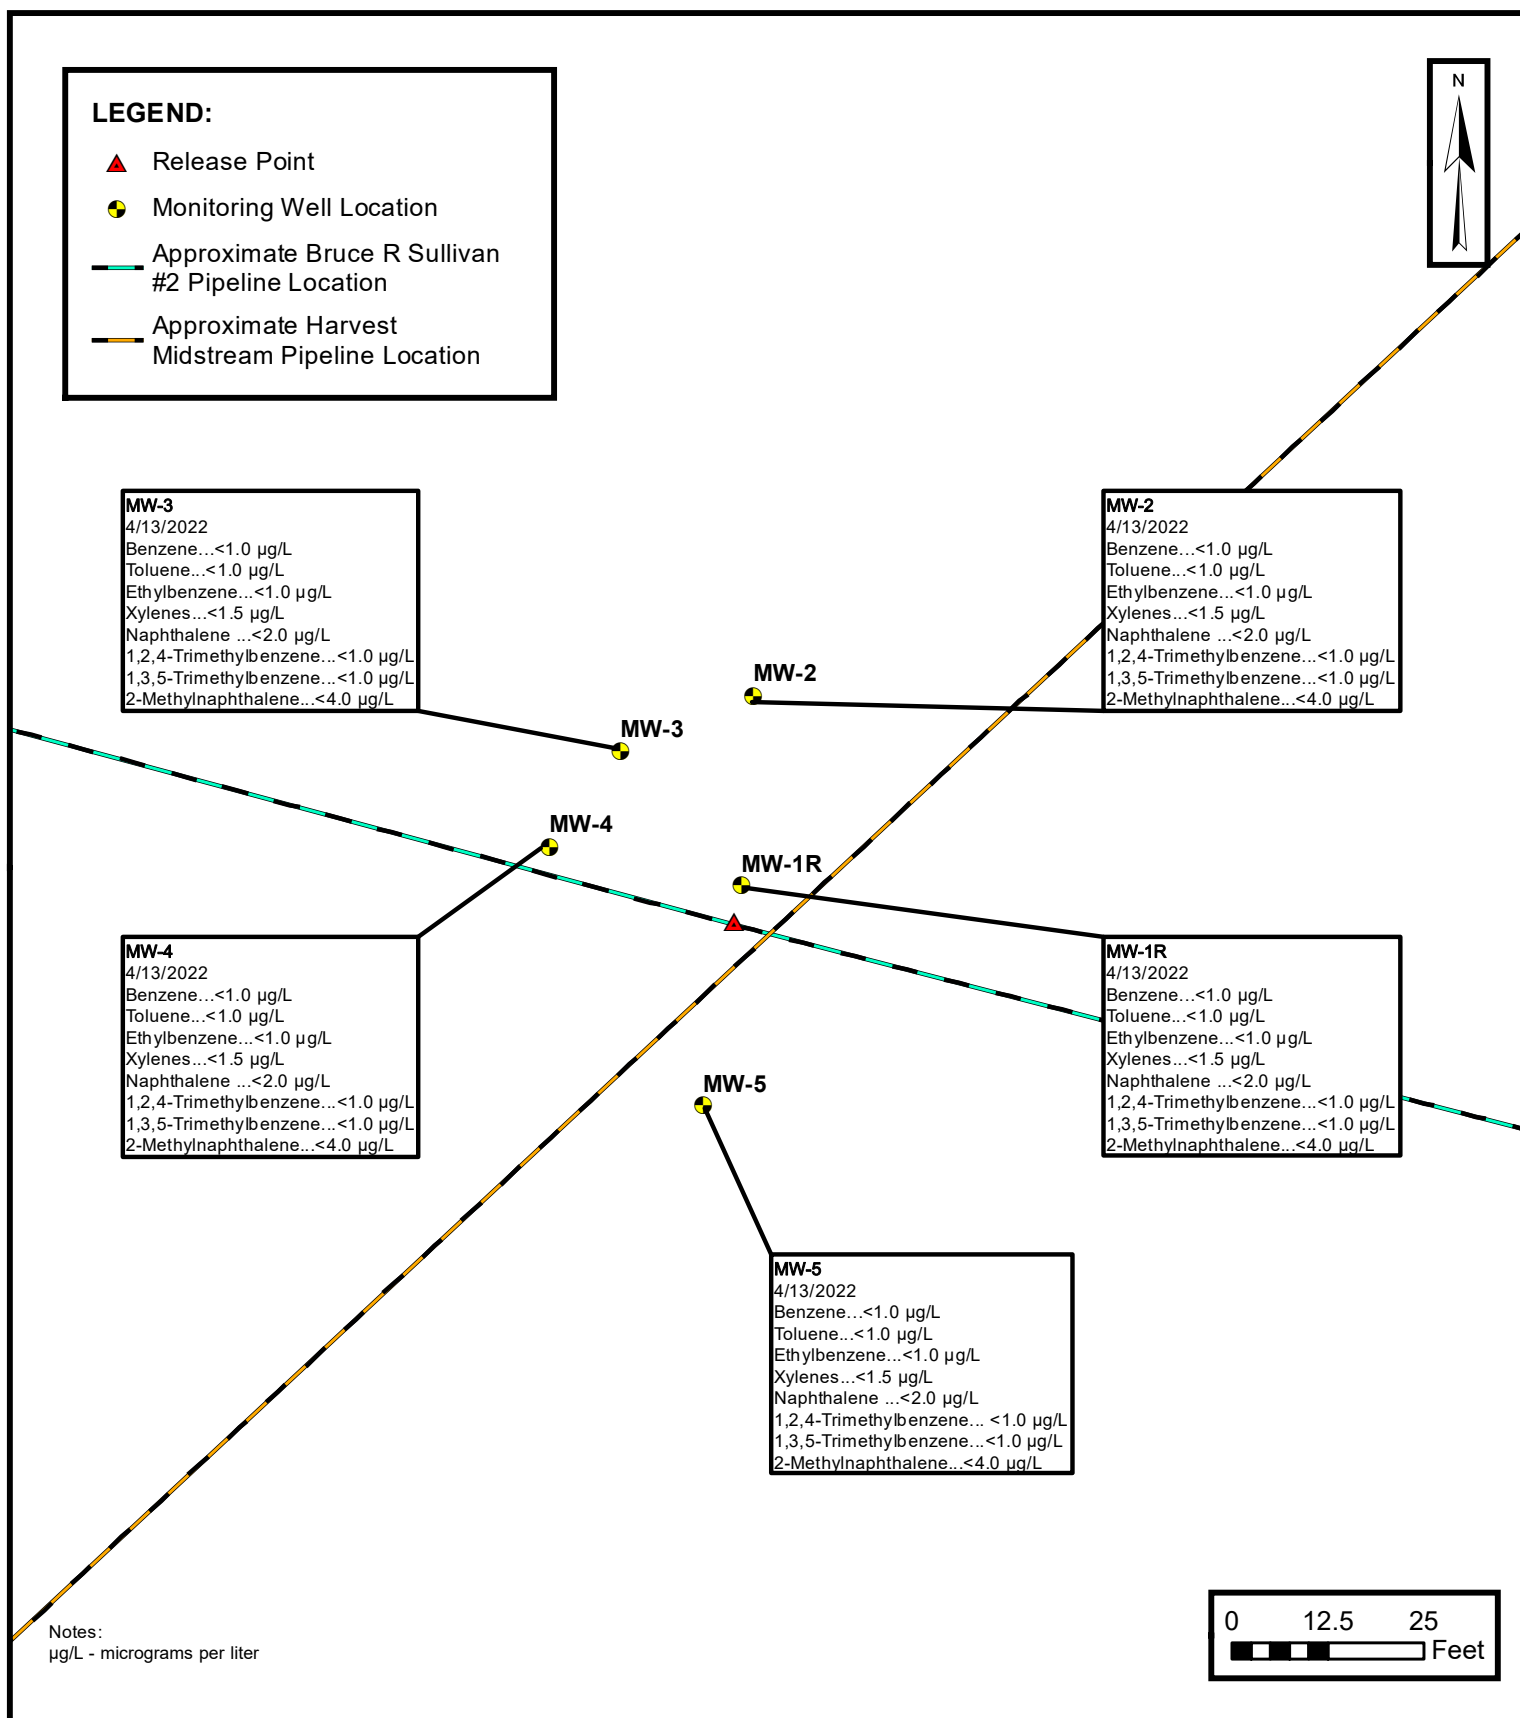 LEGEND:
Release Point
Monitoring Well Location
Approximate Bruce R Sullivan
#2 Pipeline Location
Approximate Harvest
Midstream Pipeline Location
N
MW-3
4/13/2022
Benzene...<1.0 µg/L
Toluene...<1.0 µg/L
Ethylbenzene...<1.0 µg/L
Xylenes...<1.5 µg/L
Naphthalene ...<2.0 µg/L
1,2,4-Trimethylbenzene...<1.0 µg/L
1,3,5-Trimethylbenzene...<1.0 µg/L
2-Methylnaphthalene...<4.0 µg/L
MW-2
4/13/2022
Benzene...<1.0 µg/L
Toluene...<1.0 µg/L
Ethylbenzene...<1.0 µg/L
Xylenes...<1.5 µg/L
Naphthalene ...<2.0 µg/L
1,2,4-Trimethylbenzene...<1.0 µg/L
1,3,5-Trimethylbenzene...<1.0 µg/L
2-Methylnaphthalene...<4.0 µg/L
MW-2
MW-3
MW-4
MW-1R
MW-4
4/13/2022
Benzene...<1.0 µg/L
Toluene...<1.0 µg/L
Ethylbenzene...<1.0 µg/L
Xylenes...<1.5 µg/L
Naphthalene ...<2.0 µg/L
1,2,4-Trimethylbenzene...<1.0 µg/L
1,3,5-Trimethylbenzene...<1.0 µg/L
2-Methylnaphthalene...<4.0 µg/L
MW-1R
4/13/2022
Benzene...<1.0 µg/L
Toluene...<1.0 µg/L
Ethylbenzene...<1.0 µg/L
Xylenes...<1.5 µg/L
Naphthalene ...<2.0 µg/L
1,2,4-Trimethylbenzene...<1.0 µg/L
1,3,5-Trimethylbenzene...<1.0 µg/L
2-Methylnaphthalene...<4.0 µg/L
MW-5
MW-5
4/13/2022
Benzene...<1.0 µg/L
Toluene...<1.0 µg/L
Ethylbenzene...<1.0 µg/L
Xylenes...<1.5 µg/L
Naphthalene ...<2.0 µg/L
1,2,4-Trimethylbenzene... <1.0 µg/L
1,3,5-Trimethylbenzene...<1.0 µg/L
2-Methylnaphthalene...<4.0 µg/L
Notes:
µg/L - micrograms per liter
0 12.5 25
Feet